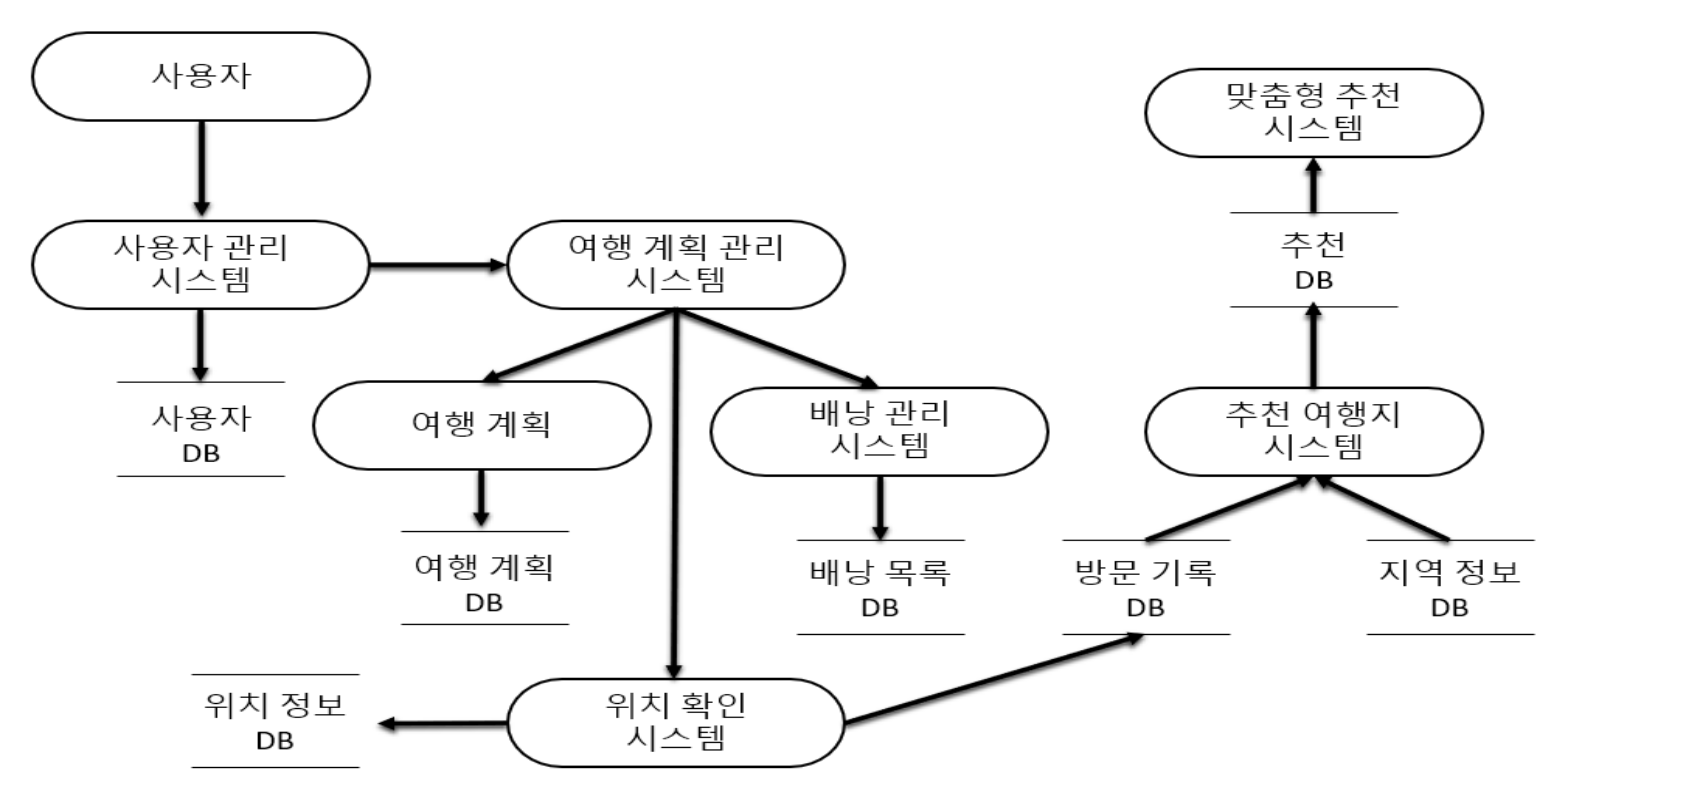 사용자
맞춤형 추천
시스템
사용자 관리
시스템
여행 계획 관리
시스템
추천
DB
사용자
DB
여행 계획
배낭 관리
시스템
추천 여행지
시스템
여행 계획
DB
배낭 목록
DB
방문 기록
DB
지역 정보
DB
위치 정보
DB
위치 확인
시스템